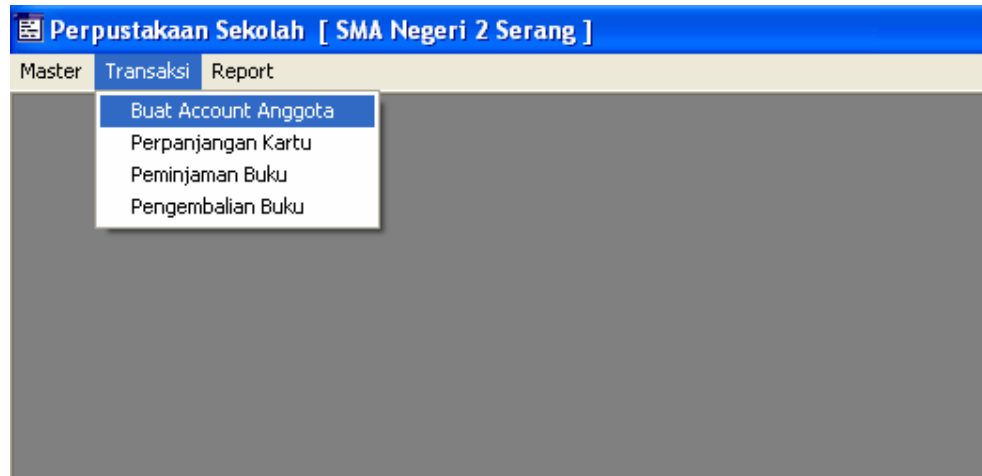 Perpustakaan Sekolah [ SMA Negeri 2 Serang ]
Master Transaksi Report
Buat Account Anggota
Perpanjangan Kartu
Peminjaman Buku
Pengembalian Buku